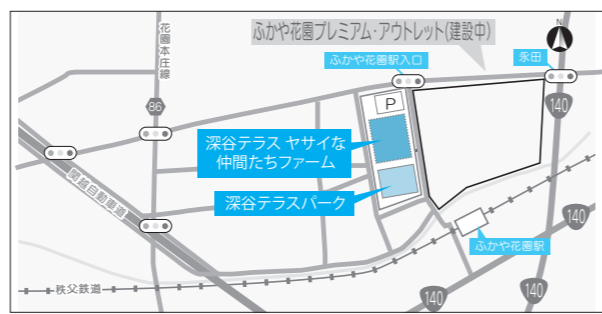 ふかや花園プレミアム・アウトレット(建設中)
花園本庄線
ふかや花園駅入口
永田
N
86
P
140
深谷テラス ヤサイな
仲間たちファーム
深谷テラスパーク
関越自動車道
140
ふかや花園駅
秩父鉄道
140